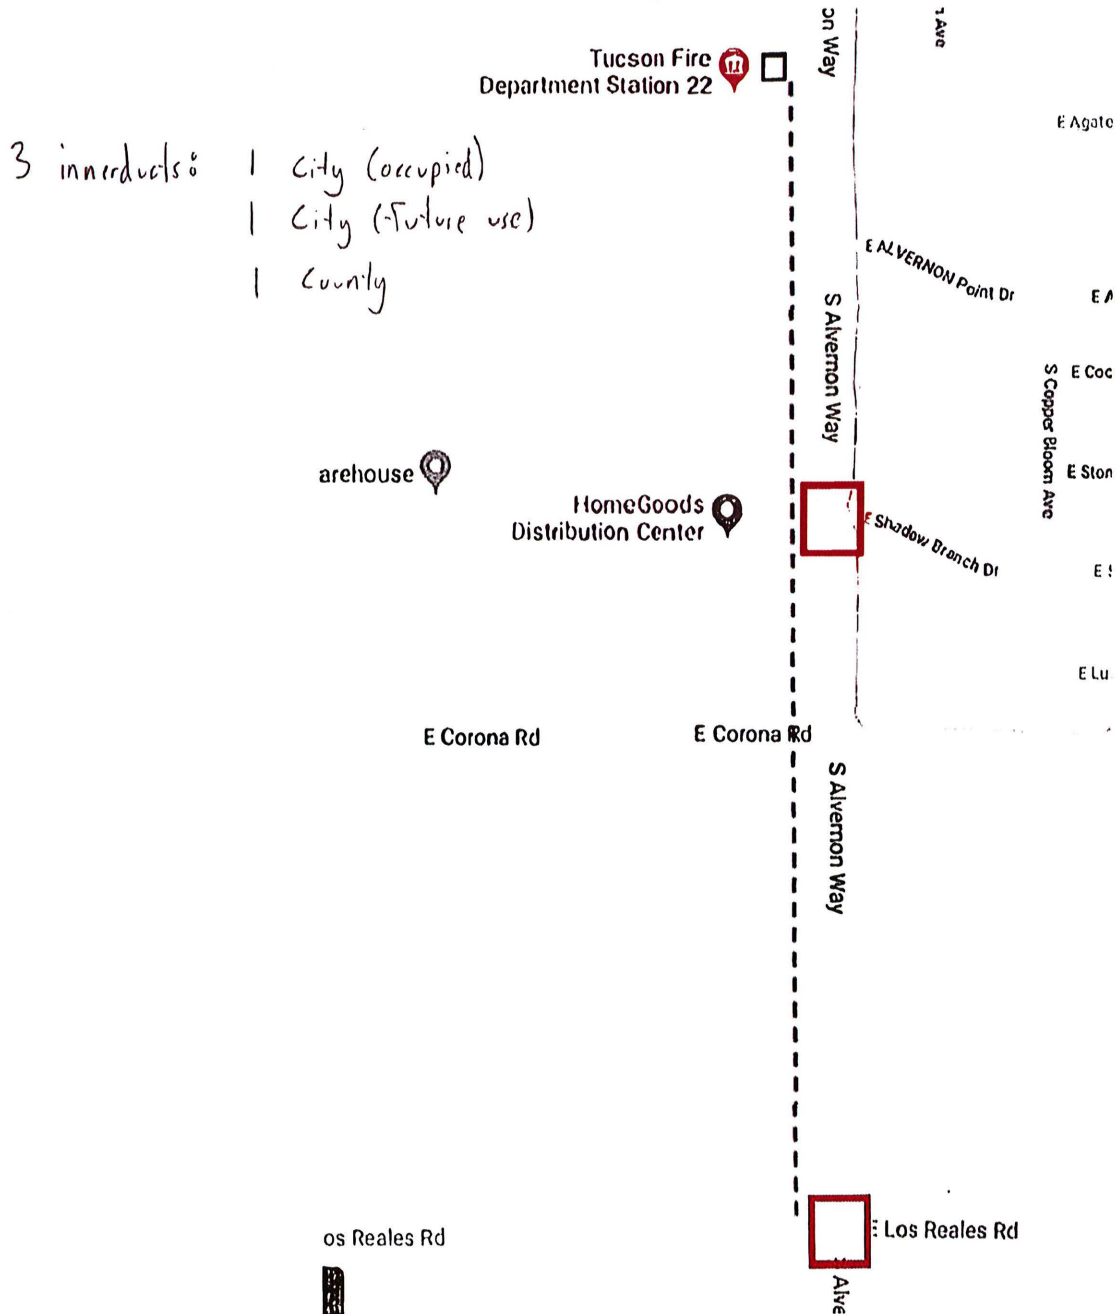 on Way
n Ave
Tucson Fire
Department Station 22
E Agate
3 innerducts: 1 City (occupied)
1 City (Future use)
1 County
E ALVERNON Point Dr
E A
S Alvernon Way
S Copper Bloom Ave
E Coc
arehouse
E Ston
HomeGoods
Distribution Center
E Shadow Branch Dr
E S
E Lu
E Corona Rd
E Corona Rd
S Alvernon Way
os Reales Rd
E Los Reales Rd
Alve